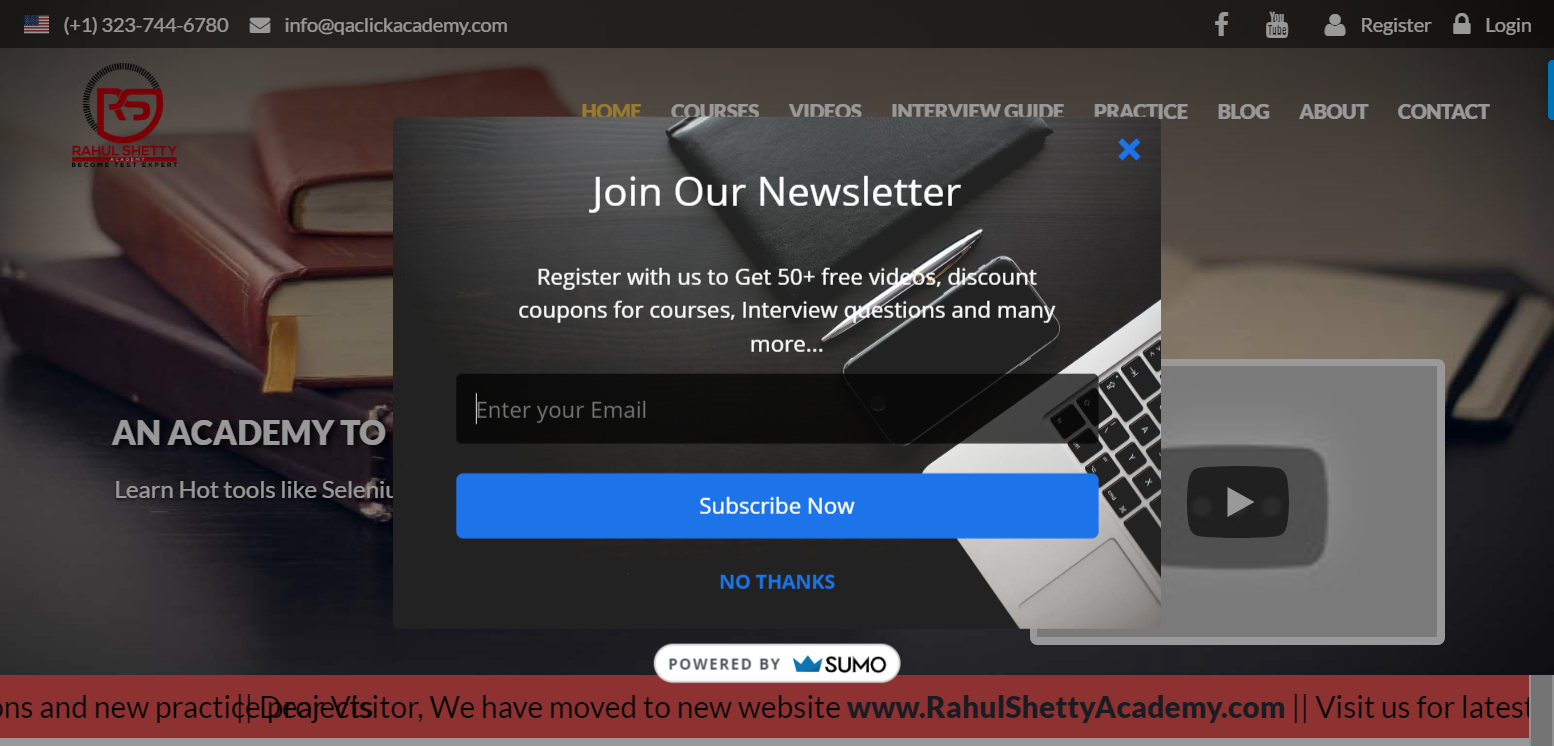 (+1) 323-744-6780 info@qaclickacademy.com Register Login
RS
RAHUL SHETTY
ACADEMY
BECOME TEST EXPERT
HOME COURSES VIDEOS INTERVIEW GUIDE PRACTICE BLOG ABOUT CONTACT
Join Our Newsletter
Register with us to Get 50+ free videos, discount
coupons for courses, Interview questions and many
more...
Enter your Email
Subscribe Now
NO THANKS
AN ACADEMY TO
Learn Hot tools like Seleniu
POWERED BY SUMO
ons and new practice projects
|| Dear Visitor, We have moved to new website www.RahulShettyAcademy.com || Visit us for latest